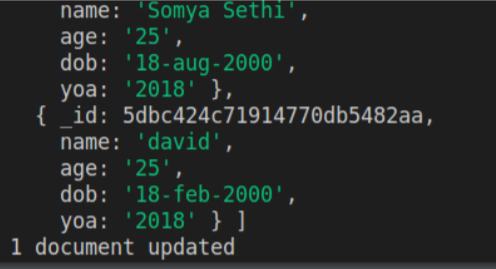 name: 'Somya Sethi',
age: '25',
dob: '18-aug-2000',
yoa: '2018' },
{ _id: 5dbc424c71914770db5482aa,
name: 'david',
age: '25',
dob: '18-feb-2000',
yoa: '2018' } ]
1 document updated